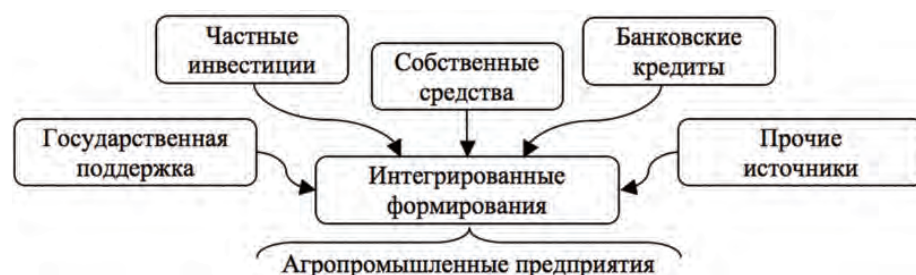 Частные
инвестиции
Собственные
средства
Банковские
кредиты
Государственная
поддержка
Прочие
источники
Интегрированные
формирования
Агропромышленные предприятия